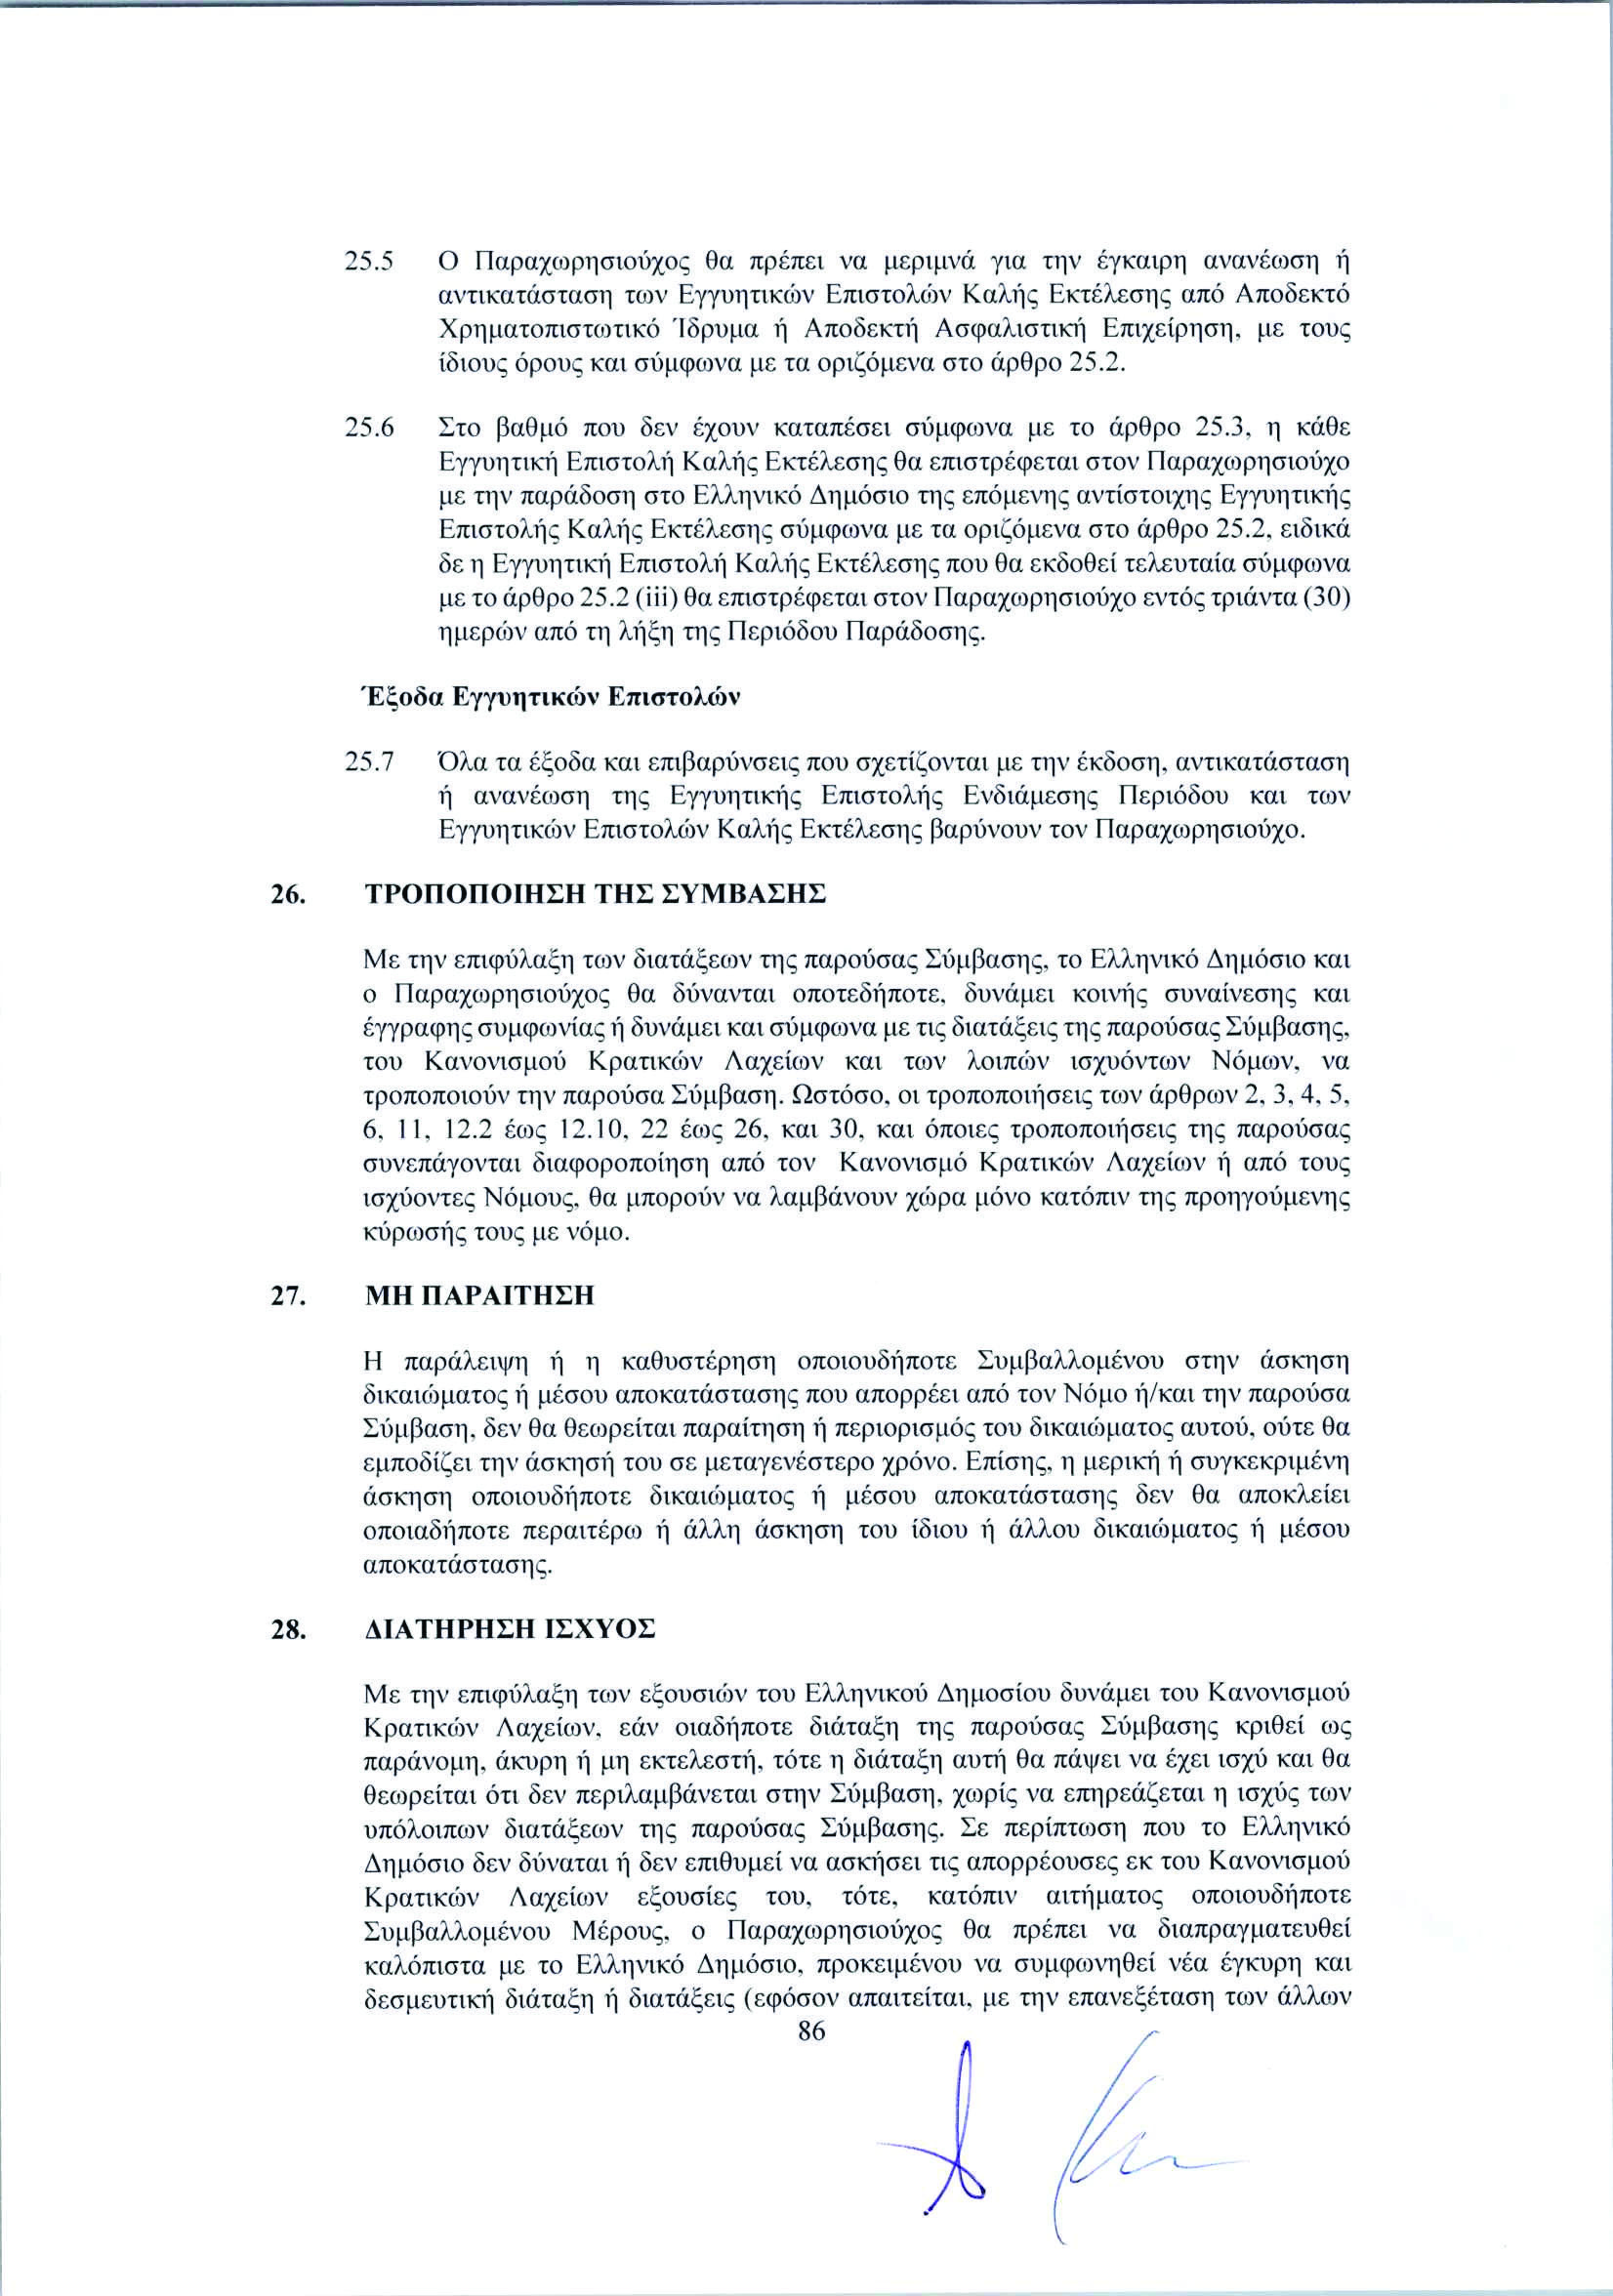 25.5 Ο Παραχωρησιούχος θα πρέπει να μεριμνά για την έγκαιρη ανανέωση ή
αντικατάσταση των Εγγυητικών Επιστολών Καλής Εκτέλεσης από Αποδεκτό
Χρηματοπιστωτικό Ίδρυμα ή Αποδεκτή Ασφαλιστική Επιχείρηση, με τους
ίδιους όρους και σύμφωνα με τα οριζόμενα στο άρθρο 25.2.
25.6 Στο βαθμό που δεν έχουν καταπέσει σύμφωνα με το άρθρο 25.3, η κάθε
Εγγυητική Επιστολή Καλής Εκτέλεσης θα επιστρέφεται στον Παραχωρησιούχο
με την παράδοση στο Ελληνικό Δημόσιο της επόμενης αντίστοιχης Εγγυητικής
Επιστολής Καλής Εκτέλεσης σύμφωνα με τα οριζόμενα στο άρθρο 25.2, ειδικά
δε η Εγγυητική Επιστολή Καλής Εκτέλεσης που θα εκδοθεί τελευταία σύμφωνα
με το άρθρο 25.2 (iii) θα επιστρέφεται στον Παραχωρησιούχο εντός τριάντα (30)
ημερών από τη λήξη της Περιόδου Παράδοσης.
Έξοδα Εγγυητικών Επιστολών
25.7 Όλα τα έξοδα και επιβαρύνσεις που σχετίζονται με την έκδοση, αντικατάσταση
ή ανανέωση της Εγγυητικής Επιστολής Ενδιάμεσης Περιόδου και των
Εγγυητικών Επιστολών Καλής Εκτέλεσης βαρύνουν τον Παραχωρησιούχο.
26. ΤΡΟΠΟΠΟΙΗΣΗ ΤΗΣ ΣΥΜΒΑΣΗΣ
Με την επιφύλαξη των διατάξεων της παρούσας Σύμβασης, το Ελληνικό Δημόσιο και
ο Παραχωρησιούχος θα δύνανται οποτεδήποτε, δυνάμει κοινής συναίνεσης και
έγγραφης συμφωνίας ή δυνάμει και σύμφωνα με τις διατάξεις της παρούσας Σύμβασης,
του Κανονισμού Κρατικών Λαχείων και των λοιπών ισχυόντων Νόμων, να
τροποποιούν την παρούσα Σύμβαση. Ωστόσο, οι τροποποιήσεις των άρθρων 2, 3, 4, 5,
6, 11, 12.2 έως 12.10, 22 έως 26, και 30, και όποιες τροποποιήσεις της παρούσας
συνεπάγονται διαφοροποίηση από τον Κανονισμό Κρατικών Λαχείων ή από τους
ισχύοντες Νόμους, θα μπορούν να λαμβάνουν χώρα μόνο κατόπιν της προηγούμενης
κύρωσής τους με νόμο.
27. ΜΗ ΠΑΡΑΙΤΗΣΗ
Η παράλειψη ή η καθυστέρηση οποιουδήποτε Συμβαλλομένου στην άσκηση
δικαιώματος ή μέσου αποκατάστασης που απορρέει από τον Νόμο ή/και την παρούσα
Σύμβαση, δεν θα θεωρείται παραίτηση ή περιορισμός του δικαιώματος αυτού, ούτε θα
εμποδίζει την άσκησή του σε μεταγενέστερο χρόνο. Επίσης, η μερική ή συγκεκριμένη
άσκηση οποιουδήποτε δικαιώματος ή μέσου αποκατάστασης δεν θα αποκλείει
οποιαδήποτε περαιτέρω ή άλλη άσκηση του ίδιου ή άλλου δικαιώματος ή μέσου
αποκατάστασης.
28. ΔΙΑΤΗΡΗΣΗ ΙΣΧΥΟΣ
Με την επιφύλαξη των εξουσιών του Ελληνικού Δημοσίου δυνάμει του Κανονισμού
Κρατικών Λαχείων, εάν οιαδήποτε διάταξη της παρούσας Σύμβασης κριθεί ως
παράνομη, άκυρη ή μη εκτελεστή, τότε η διάταξη αυτή θα πάψει να έχει ισχύ και θα
θεωρείται ότι δεν περιλαμβάνεται στην Σύμβαση, χωρίς να επηρεάζεται η ισχύς των
υπόλοιπων διατάξεων της παρούσας Σύμβασης. Σε περίπτωση που το Ελληνικό
Δημόσιο δεν δύναται ή δεν επιθυμεί να ασκήσει τις απορρέουσες εκ του Κανονισμού
Κρατικών Λαχείων εξουσίες του, τότε, κατόπιν αιτήματος οποιουδήποτε
Συμβαλλομένου Μέρους, ο Παραχωρησιούχος θα πρέπει να διαπραγματευθεί
καλόπιστα με το Ελληνικό Δημόσιο, προκειμένου να συμφωνηθεί νέα έγκυρη και
δεσμευτική διάταξη ή διατάξεις (εφόσον απαιτείται, με την επανεξέταση των άλλων
86